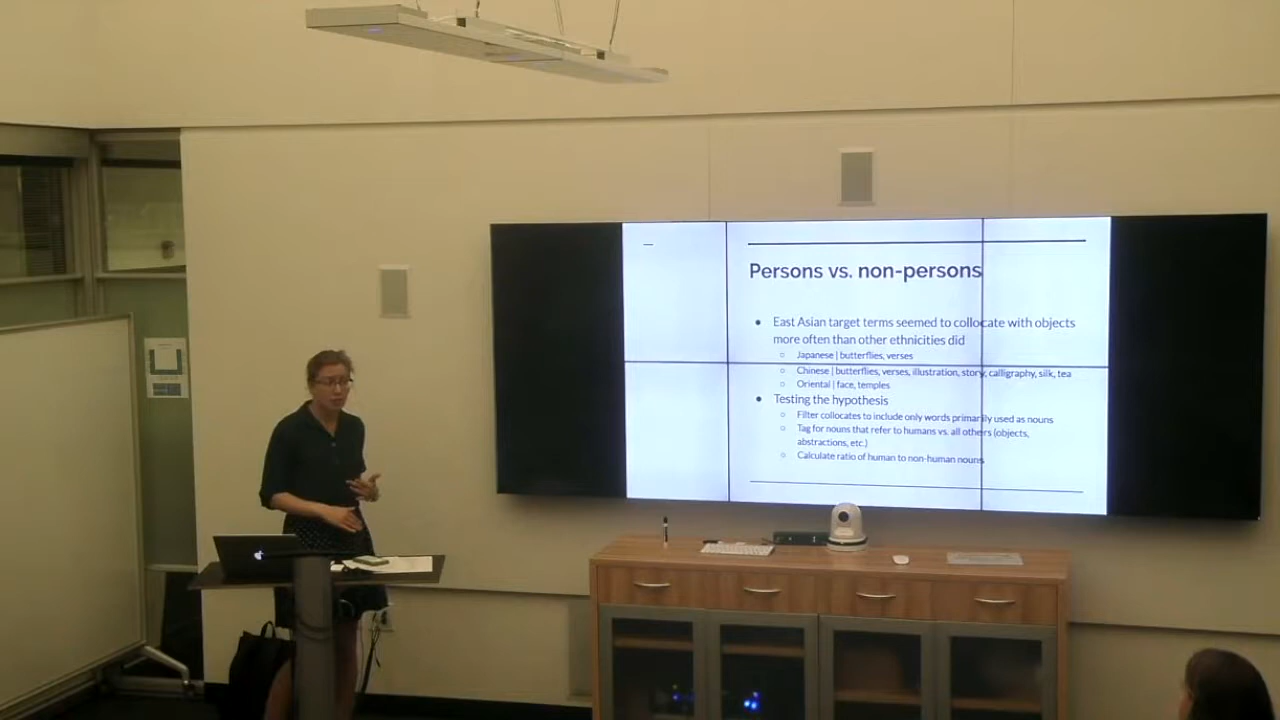 Persons vs. non-persons
• East Asian target terms seemed to collocate with objects
more often than other ethnicities did
○ Japanese | butterflies, verses
○ Chinese | butterflies, verses, illustration, story, calligraphy, silk, tea
○ Oriental | face, temples
• Testing the hypothesis
○ Filter collocates to include only words primarily used as nouns
○ Tag for nouns that refer to humans vs. all others (objects,
abstractions, etc.)
○ Calculate ratio of human to non-human nouns